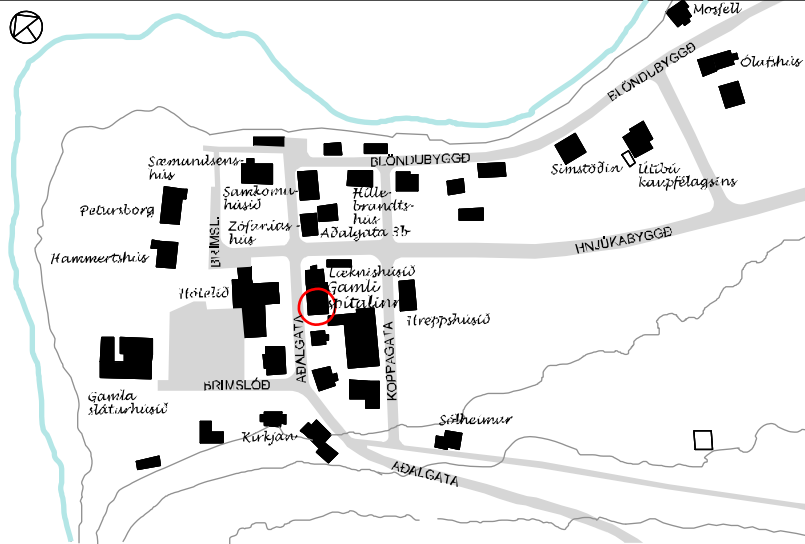 Mosfell
Ólafshús
BLÖNDUBYGGÐ
Sæmundsens-
hús
BLÖNDUBYGGÐ
Símstöðin
Útibú
kaupfélagsins
Samkomu-
húsið
Hille-
brandts-
hús
Pétursborg
Zófonías-
hús
Aðalgata 3b
BRIMSL.
HNJÚKABYGGÐ
Hammertshús
Læknishúsið
Gamli
spítalinn
Hótelið
Hreppshúsið
AÐALGATA
KOPPAGATA
BRIMSLÓÐ
Gamla
sláturhúsið
Sólheimar
Kirkjan
AÐALGATA